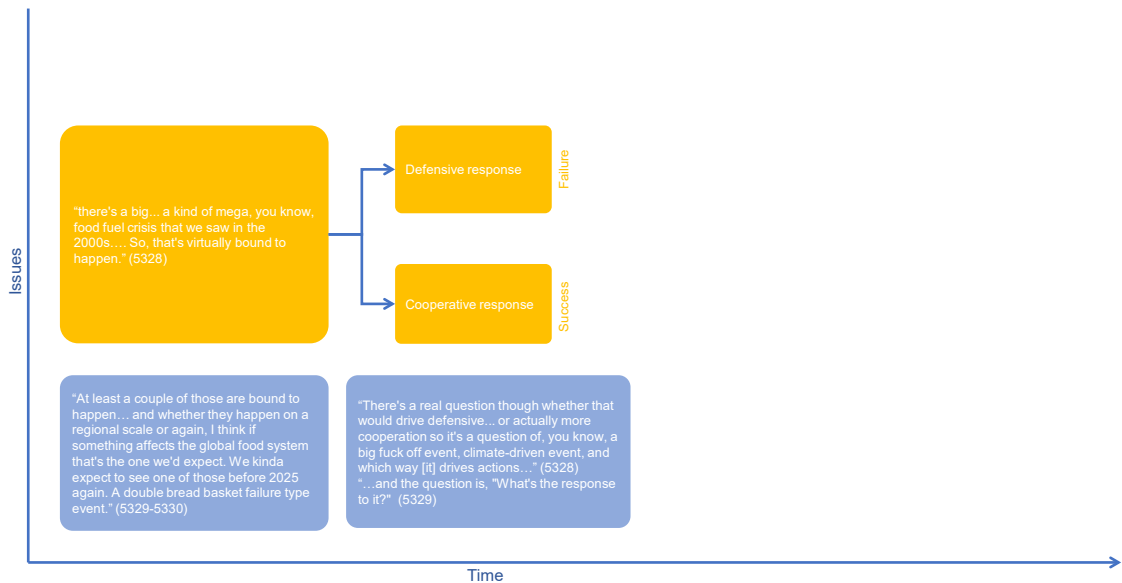 “there's a big... a kind of mega, you know,
food fuel crisis that we saw in the
2000s…. So, that's virtually bound to
happen.” (5328)
Defensive response
Failure
Cooperative response
Success
Issues
“At least a couple of those are bound to
happen… and whether they happen on a
regional scale or again, I think if
something affects the global food system
that's the one we'd expect. We kinda
expect to see one of those before 2025
again. A double bread basket failure type
event.” (5329-5330)
“There's a real question though whether that
would drive defensive... or actually more
cooperation so it's a question of, you know, a
big fuck off event, climate-driven event, and
which way [it] drives actions…” (5328)
“…and the question is, "What's the response
to it?" (5329)
Time